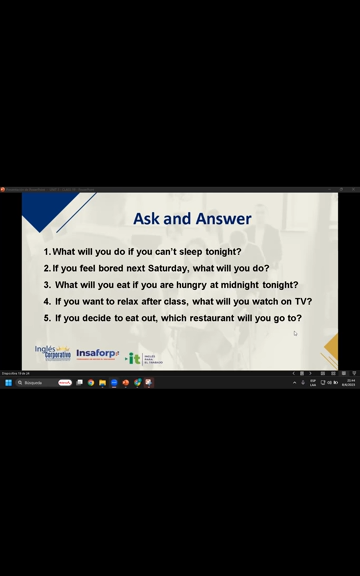 Ask and Answer
1. What will you do if you can't sleep tonight?
2. If you feel bored next Saturday, what will you do?
3. What will you eat if you are hungry at midnight tonight?
4. If you want to relax after class, what will you watch on TV?
5. If you decide to eat out, which restaurant will you go to?
Inglés
Corporativo
Insaforp
it
INGLÉS
PARA
EL TRABAJO
Búsqueda
ESP